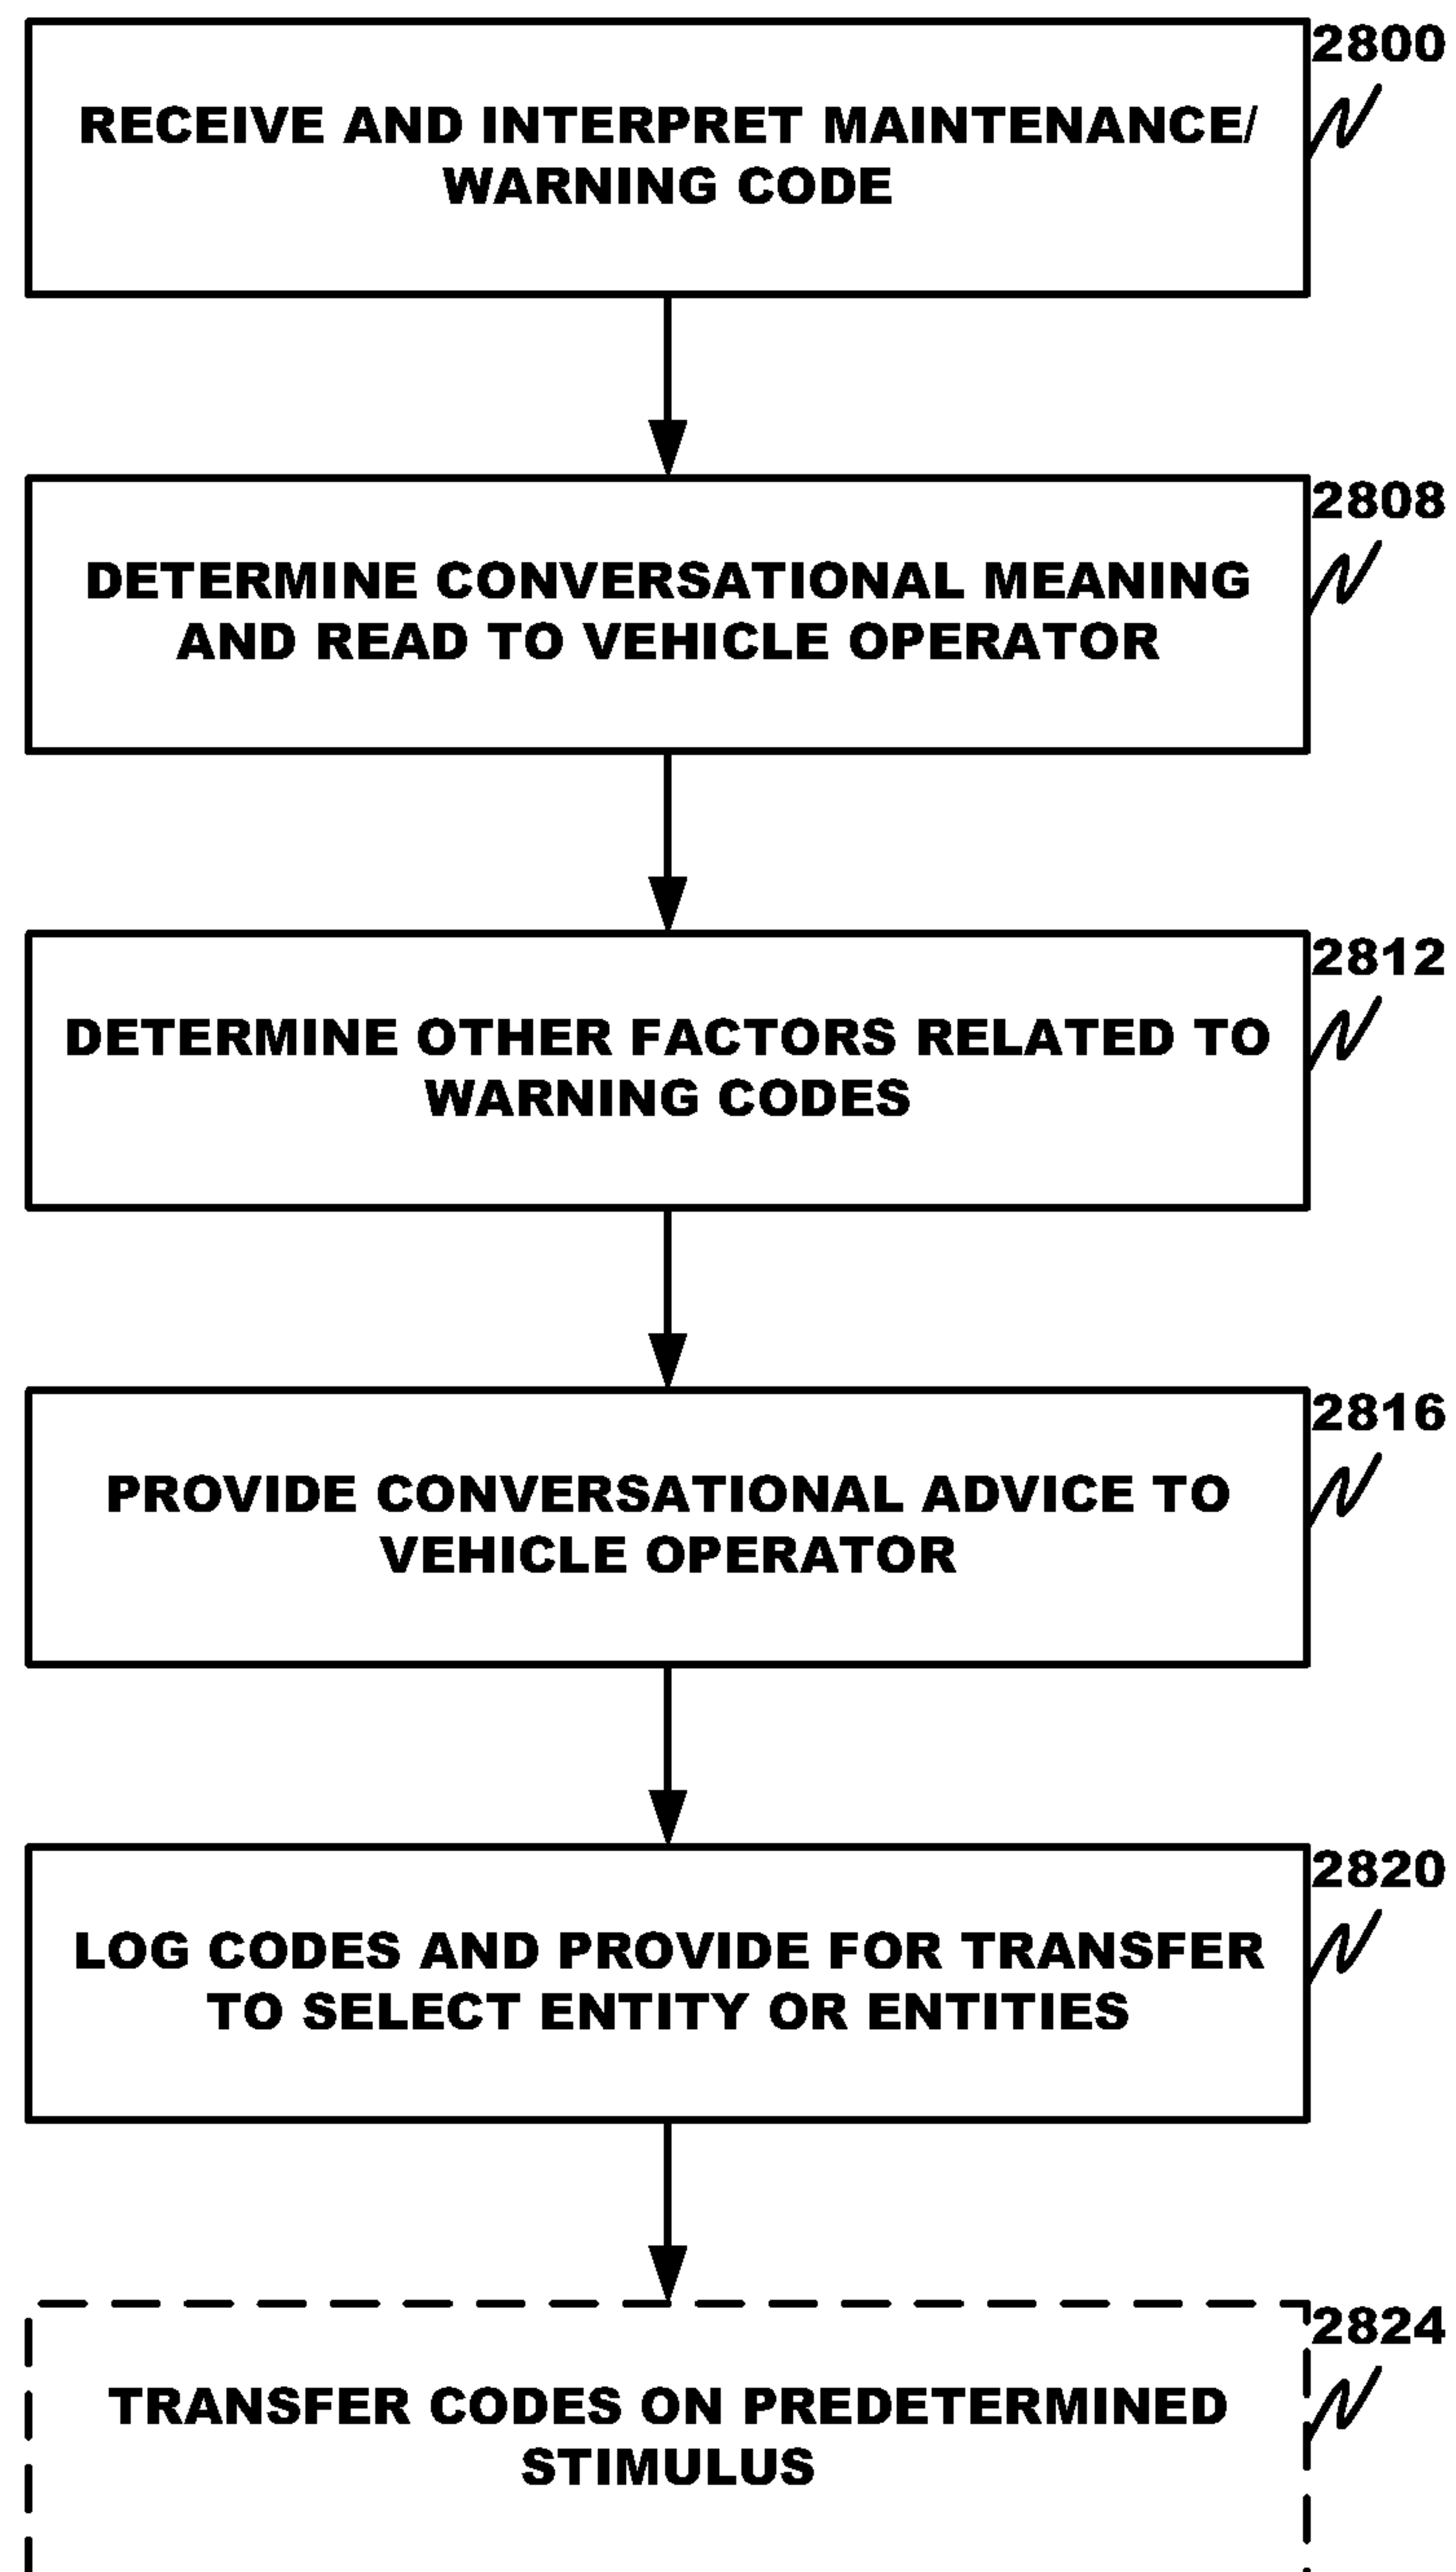 2800
RECEIVE AND INTERPRET MAINTENANCE/
WARNING CODE
2808
DETERMINE CONVERSATIONAL MEANING
AND READ TO VEHICLE OPERATOR
2812
DETERMINE OTHER FACTORS RELATED TO
WARNING CODES
2816
PROVIDE CONVERSATIONAL ADVICE TO
VEHICLE OPERATOR
2820
LOG CODES AND PROVIDE FOR TRANSFER
TO SELECT ENTITY OR ENTITIES
2824
TRANSFER CODES ON PREDETERMINED
STIMULUS